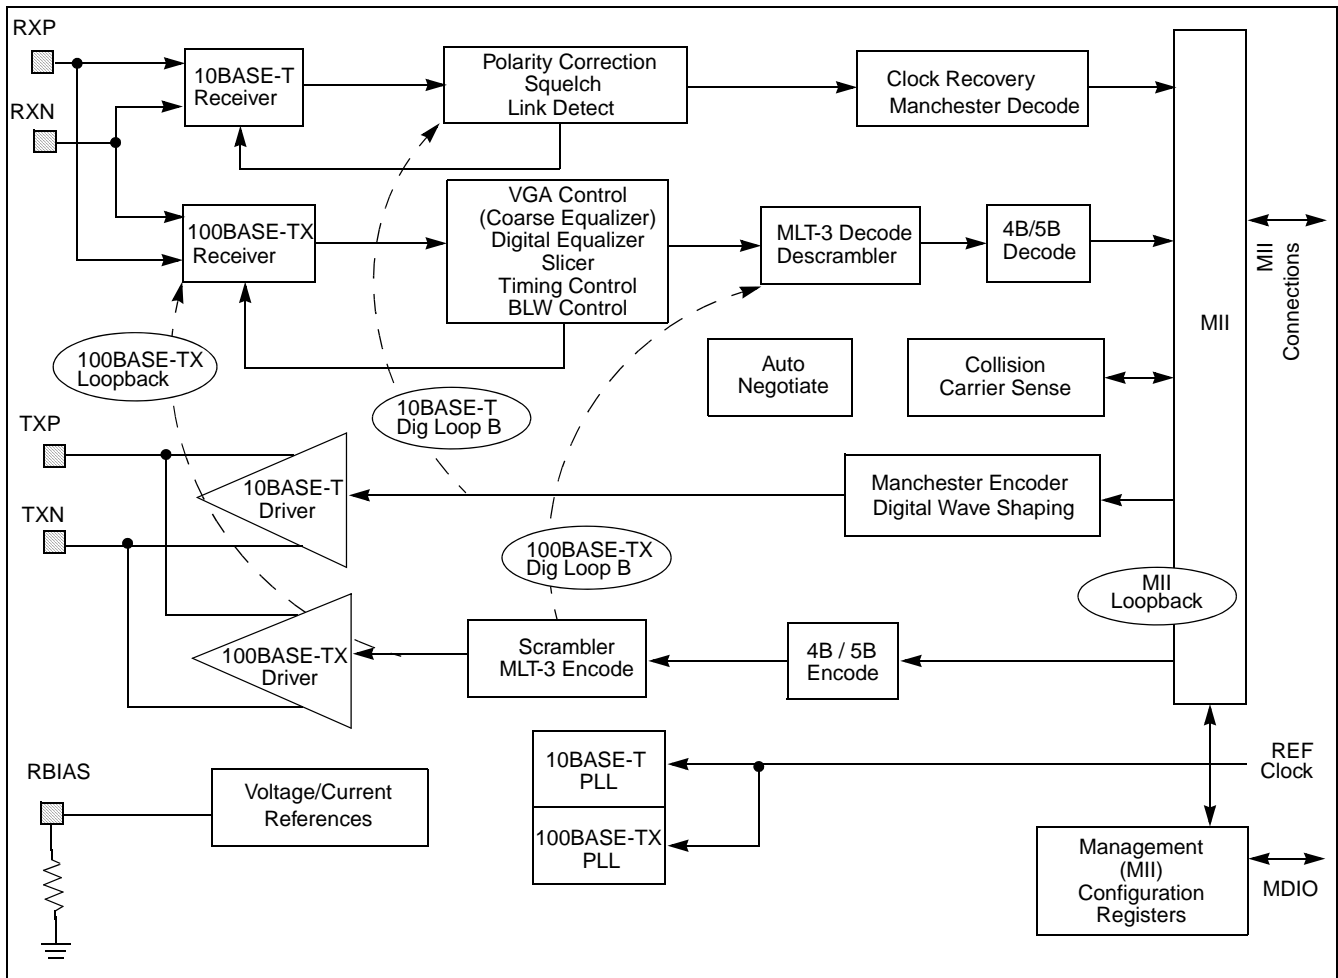 RXP
RXN
10BASE-T
Receiver
Polarity Correction
Squelch
Link Detect
Clock Recovery
Manchester Decode
100BASE-TX
Receiver
VGA Control
(Coarse Equalizer)
Digital Equalizer
Slicer
Timing Control
BLW Control
MLT-3 Decode
Descrambler
4B/5B
Decode
MII
MII
Connections
100BASE-TX
Loopback
10BASE-T
Dig Loop B
Auto
Negotiate
Collision
Carrier Sense
TXP
TXN
10BASE-T
Driver
Manchester Encoder
Digital Wave Shaping
100BASE-TX
Dig Loop B
MII
Loopback
100BASE-TX
Driver
Scrambler
MLT-3 Encode
4B / 5B
Encode
RBIAS
Voltage/Current
References
10BASE-T
PLL
100BASE-TX
PLL
REF
Clock
Management
(MII)
Configuration
Registers
MDIO